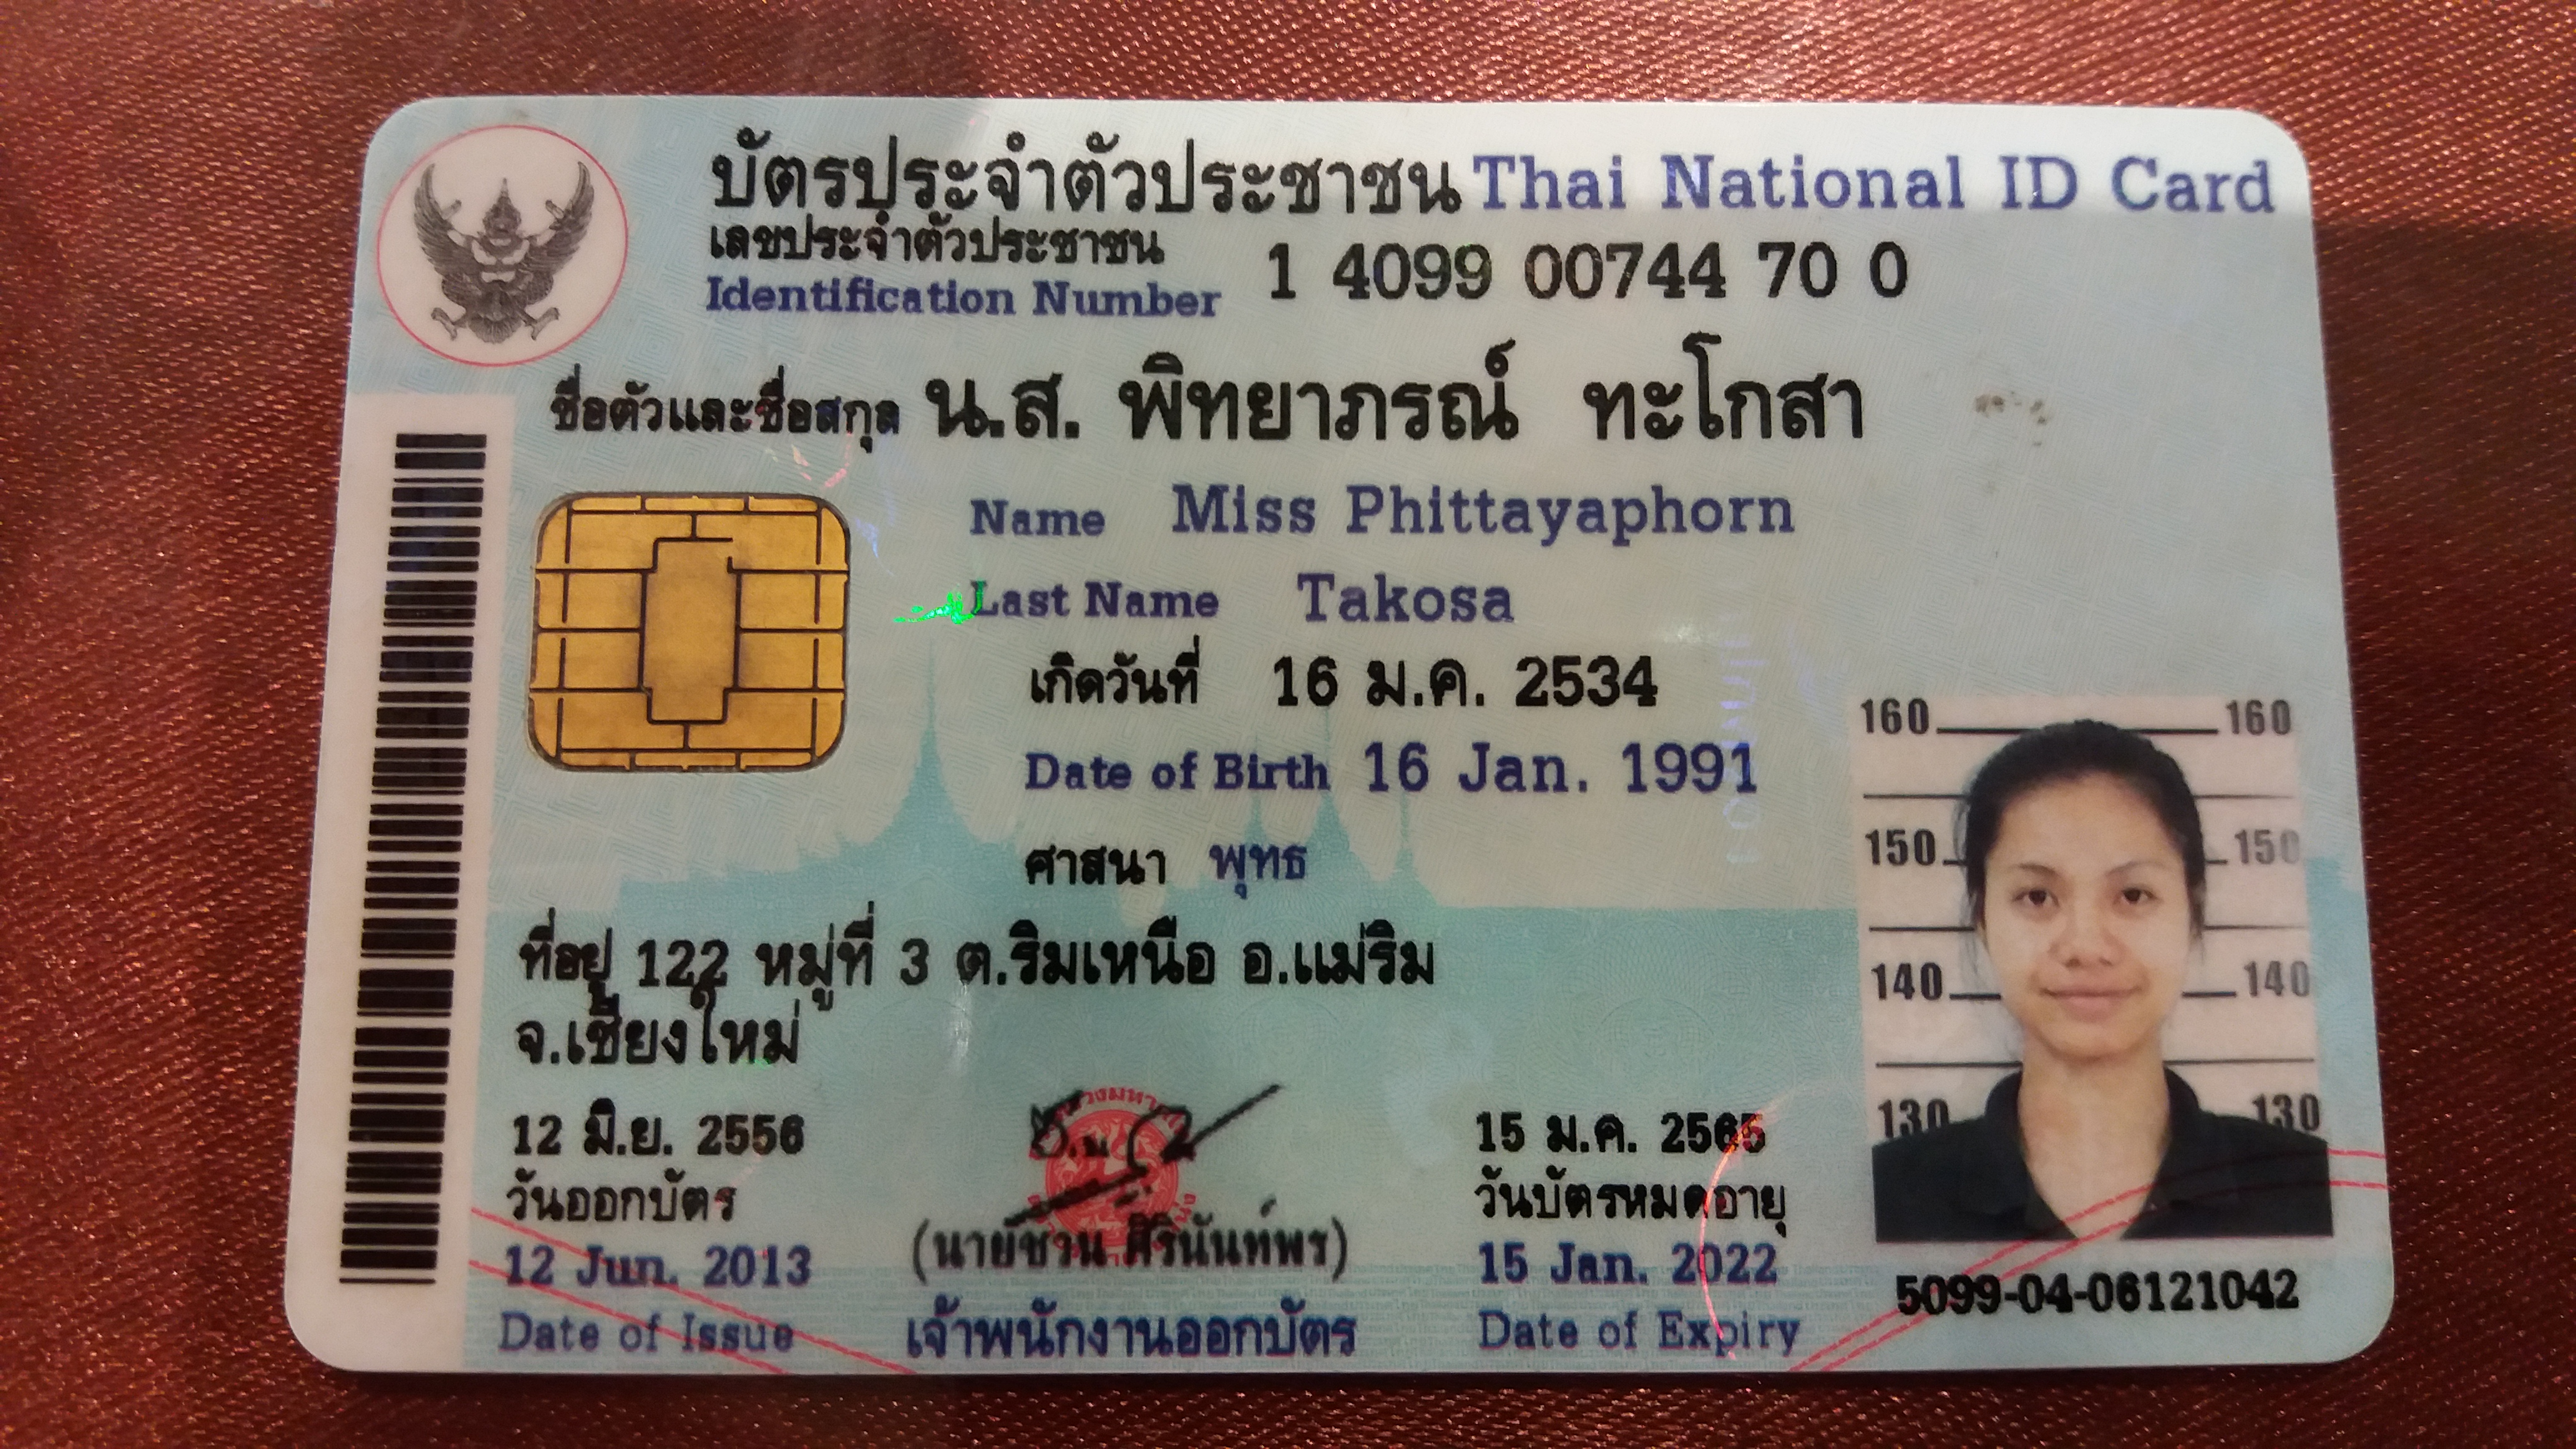 บัตรประจำตัวประชาชน Thai National ID Card
เลขประจำตัวประชาชน
Identification Number 1 4099 00744 70 0
ชื่อตัวและชื่อสกุล น.ส. พิทยาภรณ์ ทะโกสา
Name Miss Phittayaphorn
Last Name Takosa
เกิดวันที่ 16 ม.ค. 2534
Date of Birth 16 Jan. 1991
ศาสนา พุทธ
ที่อยู่ 122 หมู่ที่ 3 ต.ริมเหนือ อ.แม่ริม
จ.เชียงใหม่
160 160
150 150
140 140
130 130
12 มิ.ย. 2556
วันออกบัตร
12 Jun. 2013
Date of Issue
(นายชวน ศิรินันท์พร)
เจ้าพนักงานออกบัตร
15 ม.ค. 2565
วันบัตรหมดอายุ
15 Jan. 2022
Date of Expiry
5099-04-06121042